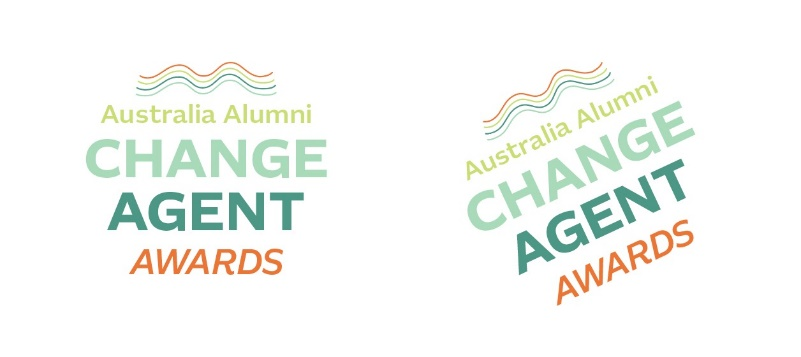 Australia Alumni
CHANGE
AGENT
AWARDS
Australia Alumni
CHANGE
AGENT
AWARDS